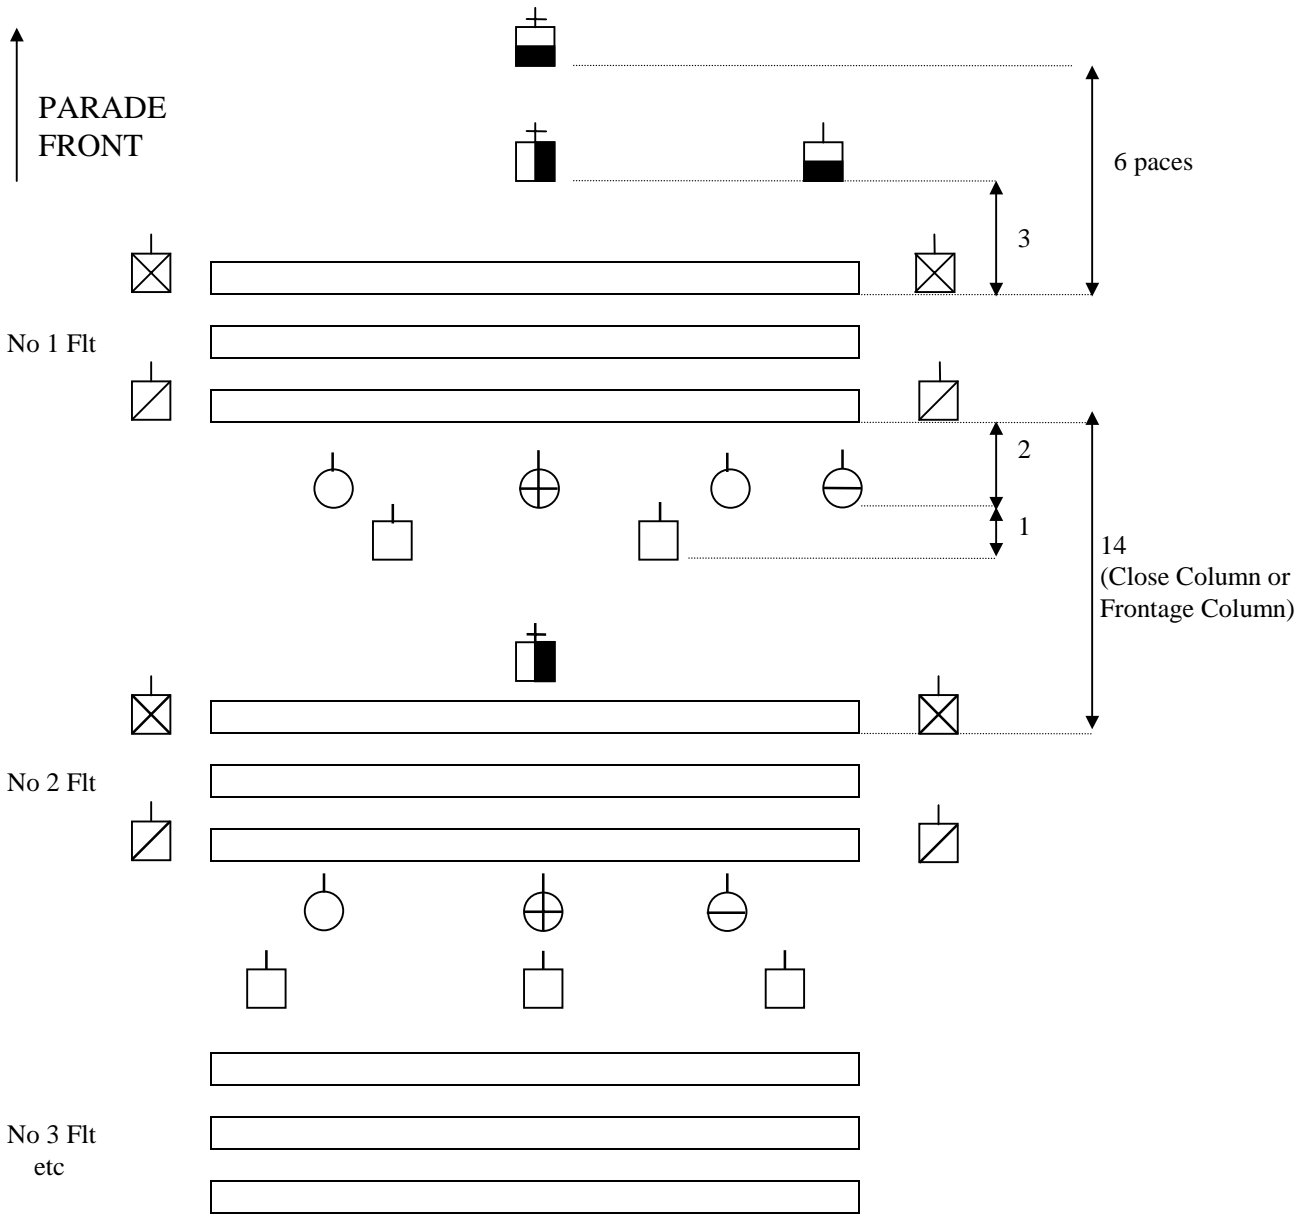 PARADE
FRONT
6 paces
3
No 1 Flt
2
1
14
(Close Column or
Frontage Column)
No 2 Flt
No 3 Flt
etc